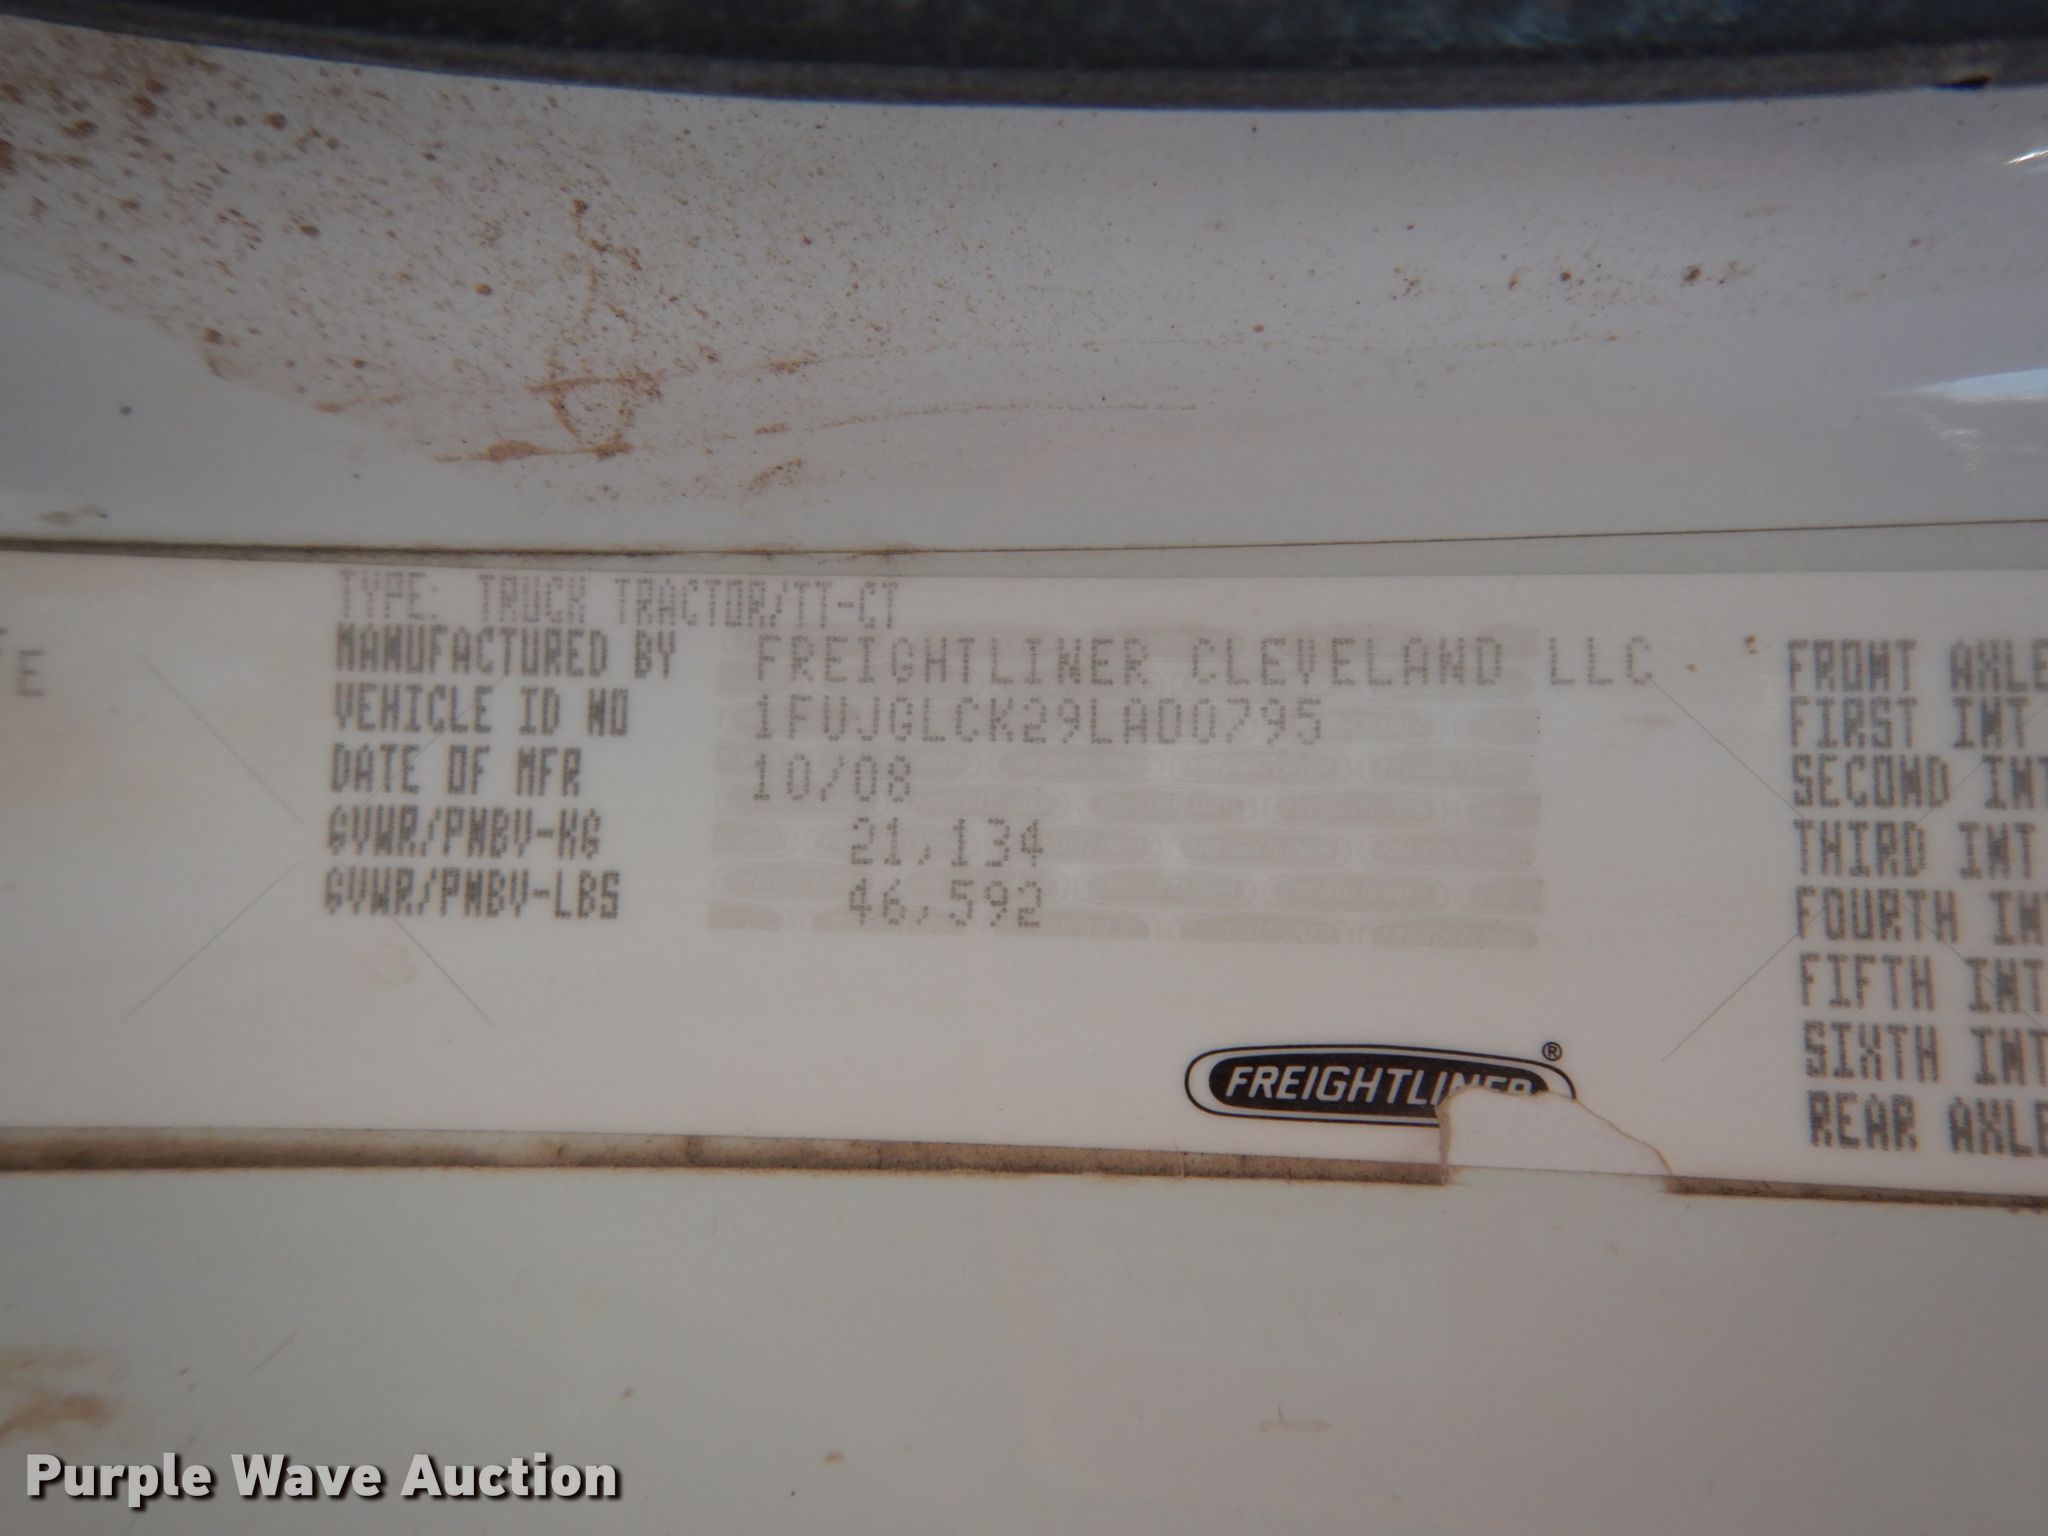 TYPE: TRUCK TRACTOR/TT-CT
MANUFACTURED BY FREIGHTLINER CLEVELAND LLC
VEHICLE ID NO 1FUJGLCK29LAD0795
DATE OF MFR 10/08
GVWR/PNBV-KG 21,134
GVWR/PNBV-LBS 46,592
FREIGHTLINER®
FRONT AXLE
FIRST INT
SECOND INT
THIRD INT
FOURTH INT
FIFTH INT
SIXTH INT
REAR AXLE
Purple Wave Auction